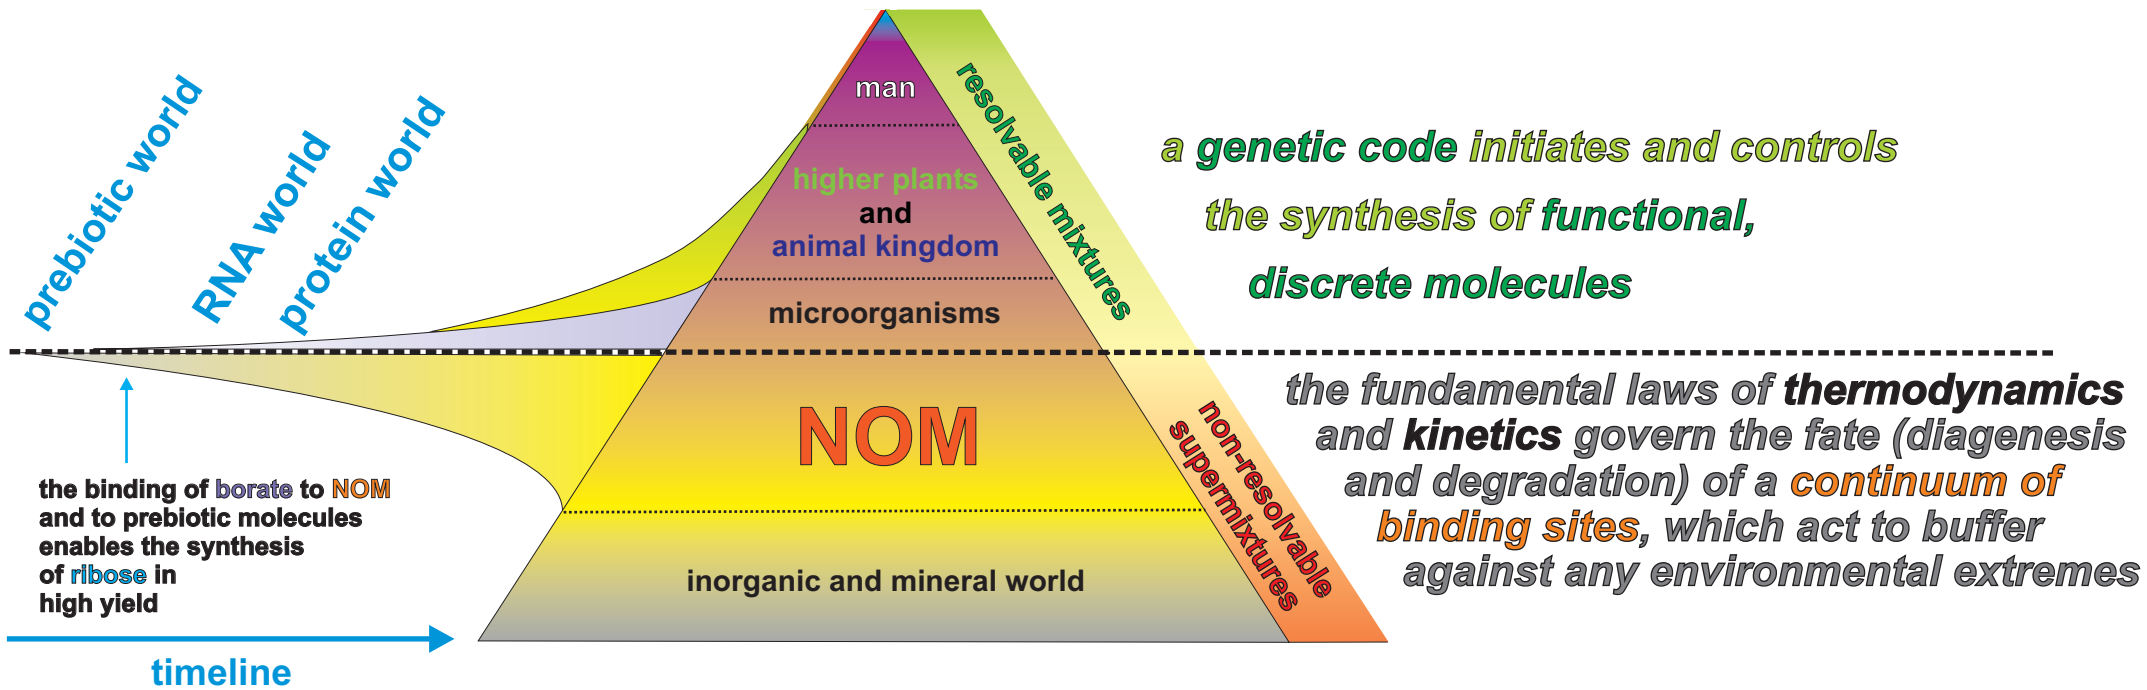 prebiotic world
RNA world
protein world
the binding of borate to NOM
and to prebiotic molecules
enables the synthesis
of ribose in
high yield
timeline
man
higher plants
and
animal kingdom
microorganisms
NOM
inorganic and mineral world
resolvable mixtures
non-resolvable
supermixtures
a genetic code initiates and controls
the synthesis of functional,
discrete molecules
the fundamental laws of thermodynamics
and kinetics govern the fate (diagenesis
and degradation) of a continuum of
binding sites, which act to buffer
against any environmental extremes